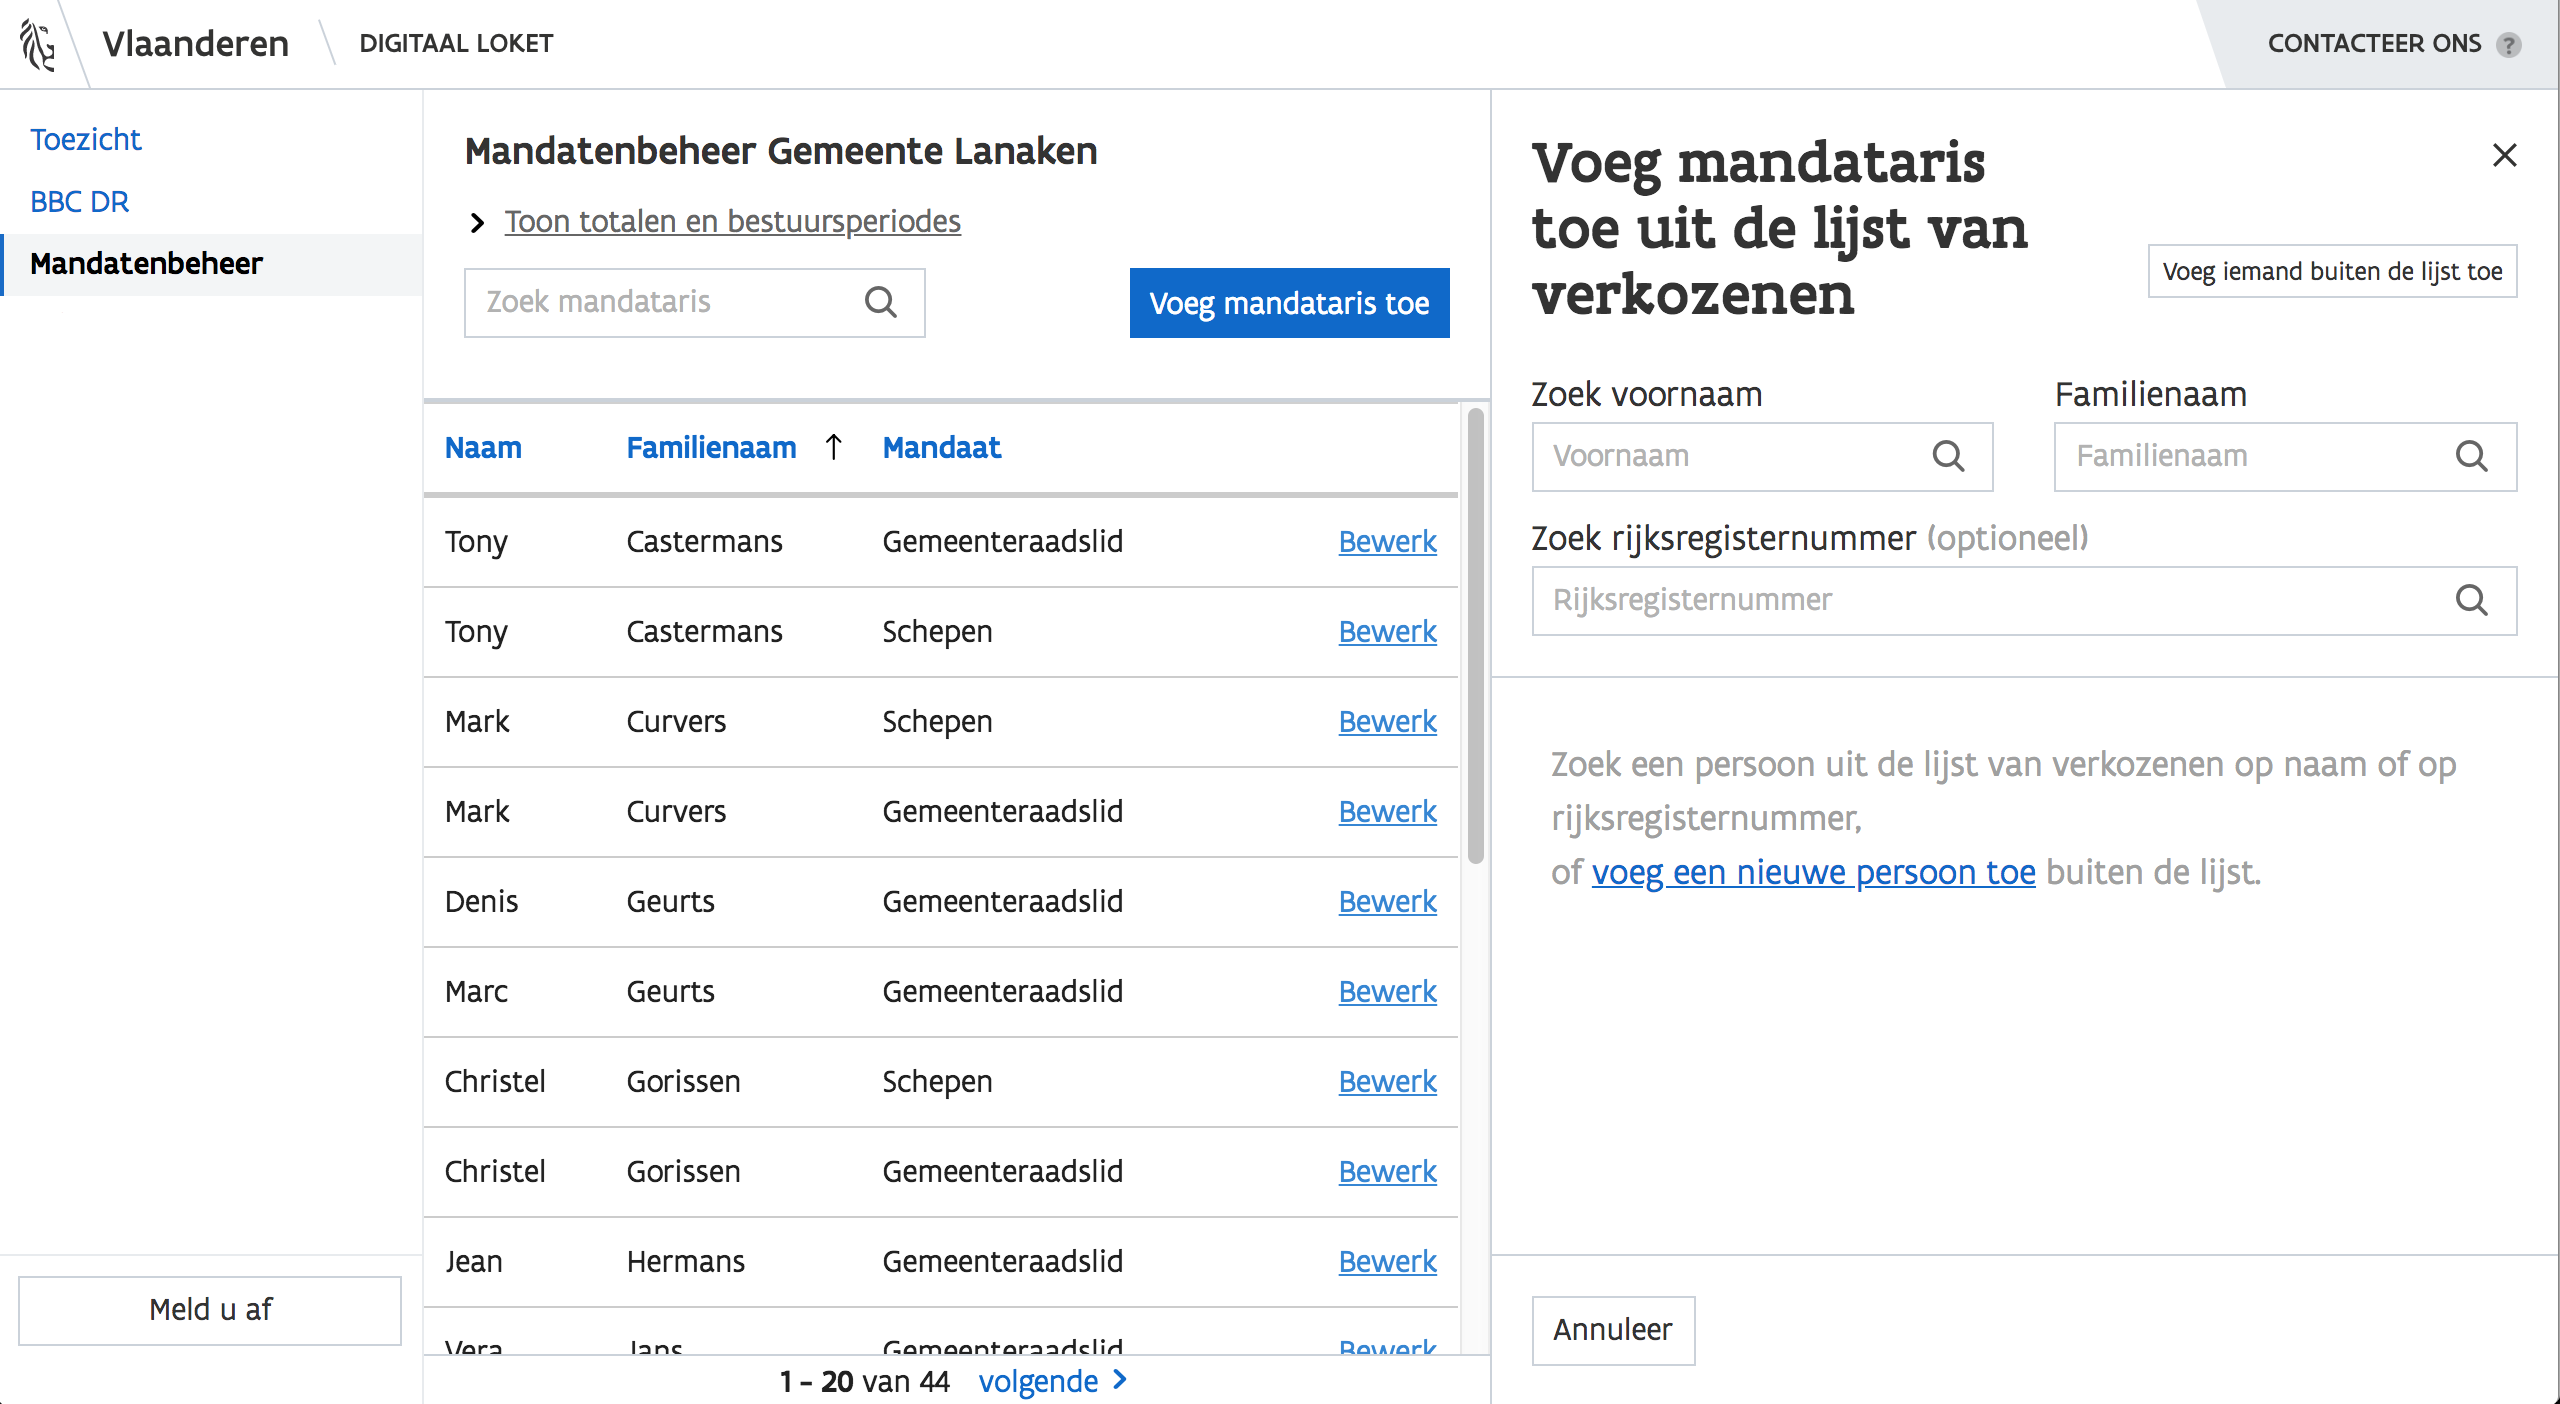 Vlaanderen
DIGITAAL LOKET
CONTACTEER ONS ?
Toezicht
BBC DR
Mandatenbeheer
Meld u af
Mandatenbeheer Gemeente Lanaken
Toon totalen en bestuursperiodes
Zoek mandataris
Voeg mandataris toe
Naam Familienaam ↑ Mandaat
Tony Castermans Gemeenteraadslid Bewerk
Tony Castermans Schepen Bewerk
Mark Curvers Schepen Bewerk
Mark Curvers Gemeenteraadslid Bewerk
Denis Geurts Gemeenteraadslid Bewerk
Marc Geurts Gemeenteraadslid Bewerk
Christel Gorissen Schepen Bewerk
Christel Gorissen Gemeenteraadslid Bewerk
Jean Hermans Gemeenteraadslid Bewerk
Vera Jans Gemeenteraadslid Bewerk
1 - 20 van 44 volgende
Voeg mandataris
toe uit de lijst van
verkozenen
Voeg iemand buiten de lijst toe
Zoek voornaam
Voornaam
Familienaam
Familienaam
Zoek rijksregisternummer (optioneel)
Rijksregisternummer
Zoek een persoon uit de lijst van verkozenen op naam of op
rijksregisternummer,
of voeg een nieuwe persoon toe buiten de lijst.
Annuleer